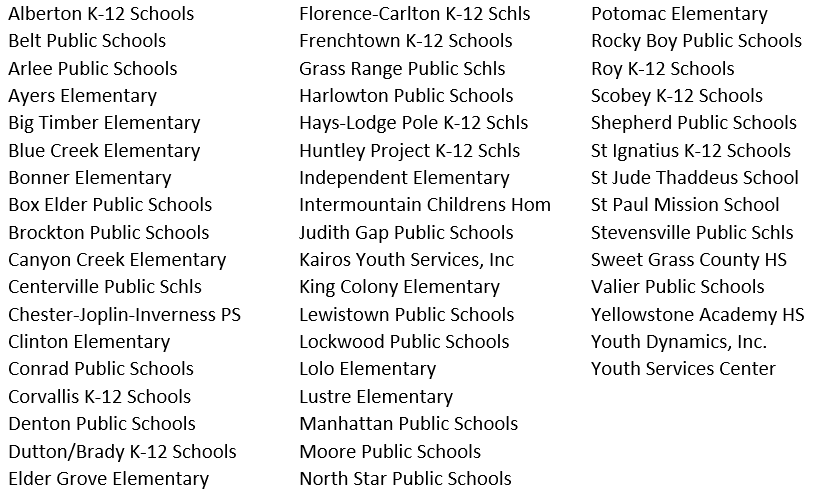 Alberton K-12 Schools
Belt Public Schools
Arlee Public Schools
Ayers Elementary
Big Timber Elementary
Blue Creek Elementary
Bonner Elementary
Box Elder Public Schools
Brockton Public Schools
Canyon Creek Elementary
Centerville Public Schls
Chester-Joplin-Inverness PS
Clinton Elementary
Conrad Public Schools
Corvallis K-12 Schools
Denton Public Schools
Dutton/Brady K-12 Schools
Elder Grove Elementary
Florence-Carlton K-12 Schls
Frenchtown K-12 Schools
Grass Range Public Schls
Harlowton Public Schools
Hays-Lodge Pole K-12 Schls
Huntley Project K-12 Schls
Independent Elementary
Intermountain Childrens Hom
Judith Gap Public Schools
Kairos Youth Services, Inc
King Colony Elementary
Lewistown Public Schools
Lockwood Public Schools
Lolo Elementary
Lustre Elementary
Manhattan Public Schools
Moore Public Schools
North Star Public Schools
Potomac Elementary
Rocky Boy Public Schools
Roy K-12 Schools
Scobey K-12 Schools
Shepherd Public Schools
St Ignatius K-12 Schools
St Jude Thaddeus School
St Paul Mission School
Stevensville Public Schls
Sweet Grass County HS
Valier Public Schools
Yellowstone Academy HS
Youth Dynamics, Inc.
Youth Services Center